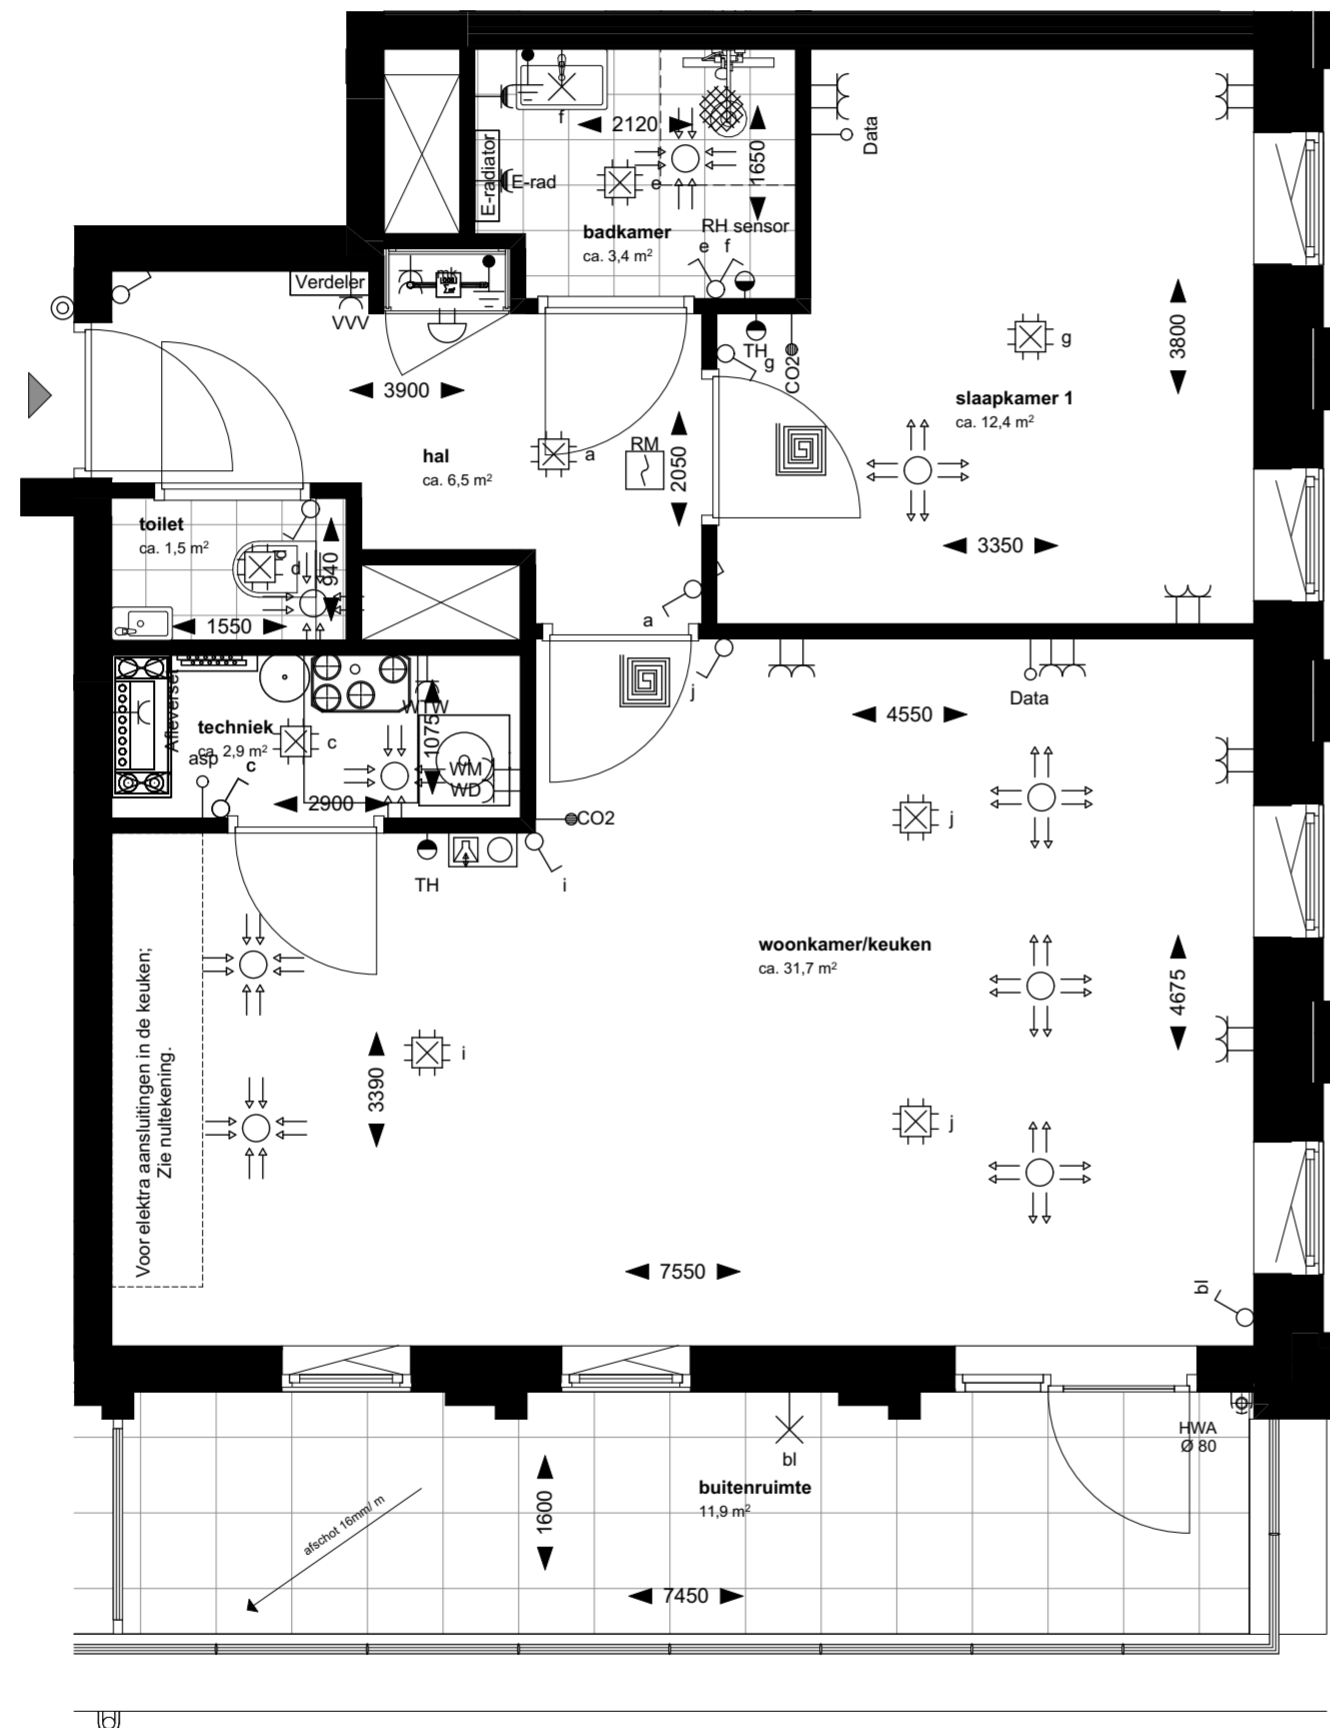 f
2120
1650
E-radiator
E-rad
e
badkamer
ca. 3,4 m²
RH sensor
e f
Data
Verdeler
mk
VVV
TH
g
CO2
g
3800
3900
slaapkamer 1
ca. 12,4 m²
hal
ca. 6,5 m²
a
RM
2050
3350
toilet
ca. 1,5 m²
d
940
1550
a
j
Data
4550
Afleverset
techniek
ca. 2,9 m²
asp
c
c
WTW
1075
WM
WD
2900
CO2
TH
i
j
woonkamer/keuken
ca. 31,7 m²
4675
Voor elektra aansluitingen in de keuken;
Zie nultekening.
i
3390
j
7550
bl
HWA
Ø 80
bl
buitenruimte
11,9 m²
1600
afschot 16mm/ m
7450